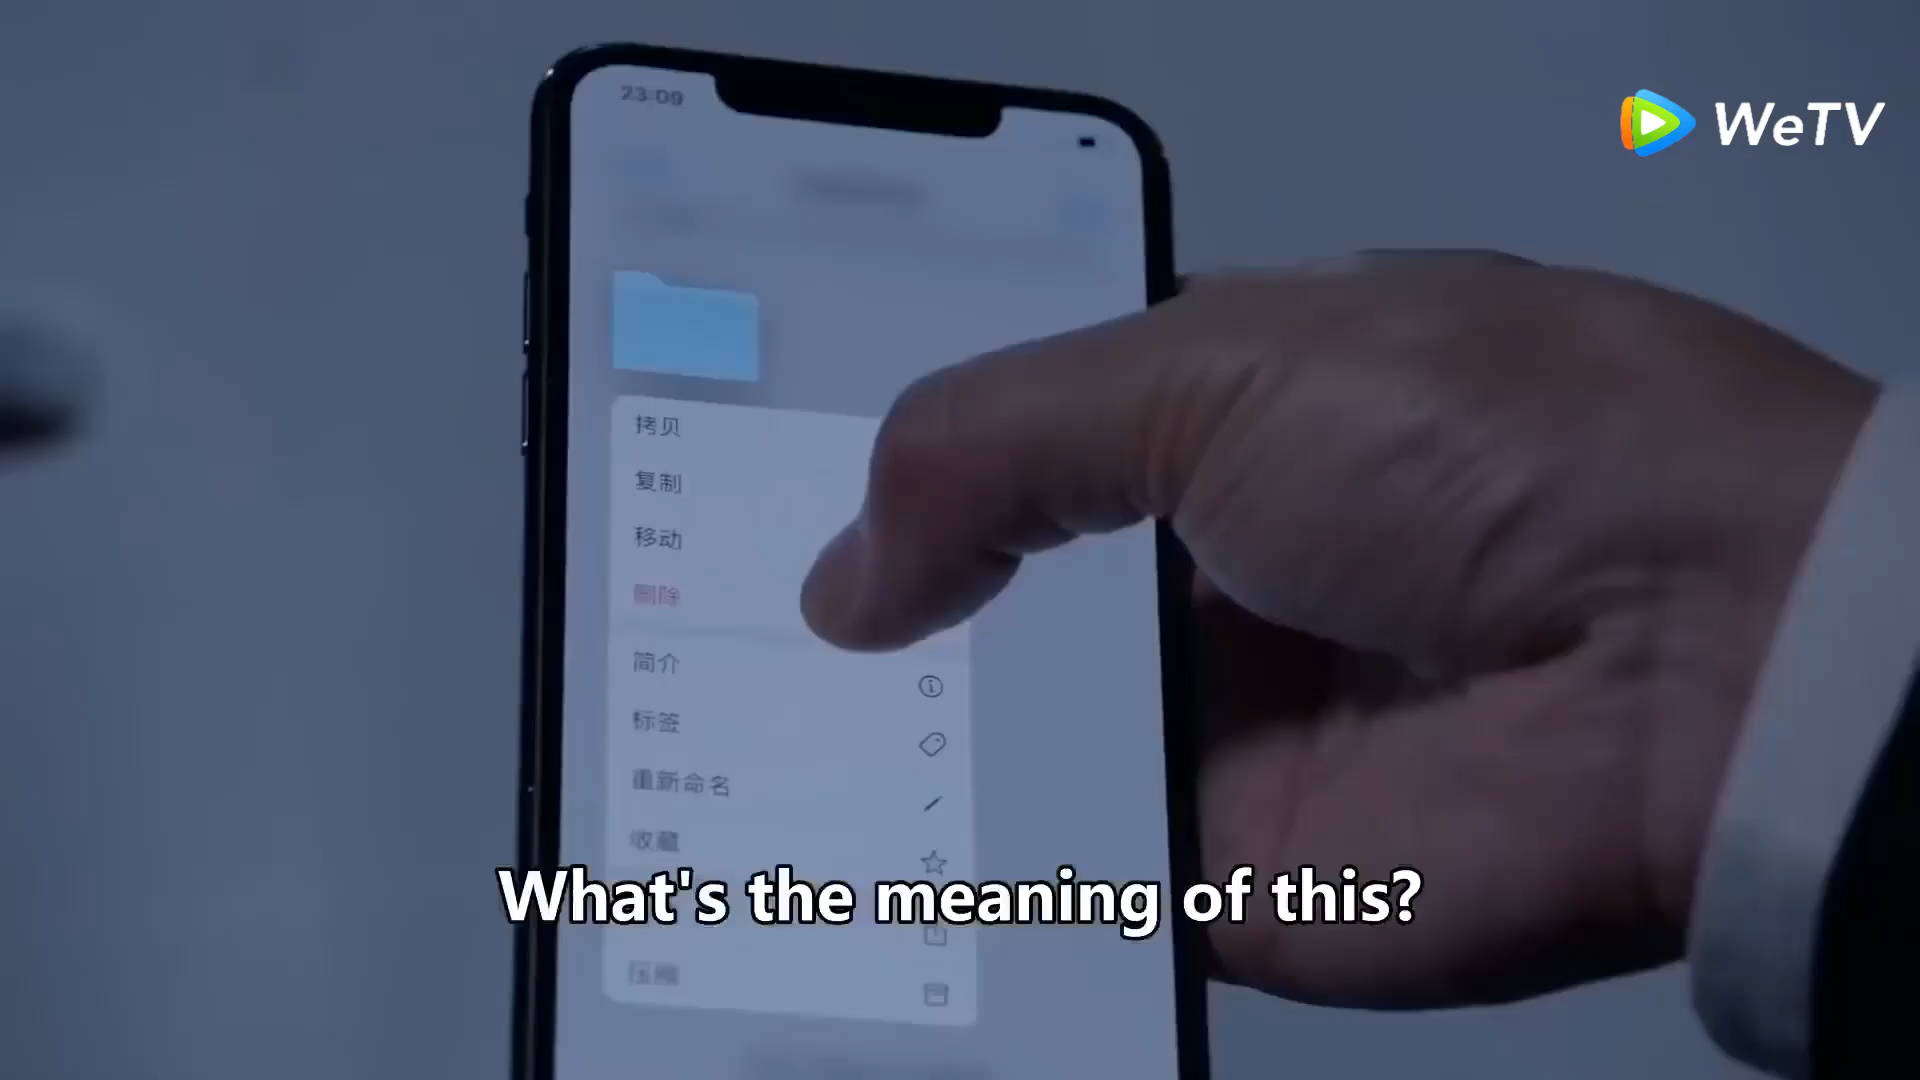 23:09
WeTV
拷贝
复制
移动
删除
简介
标签
重新命名
收藏
What's the meaning of this?
压缩